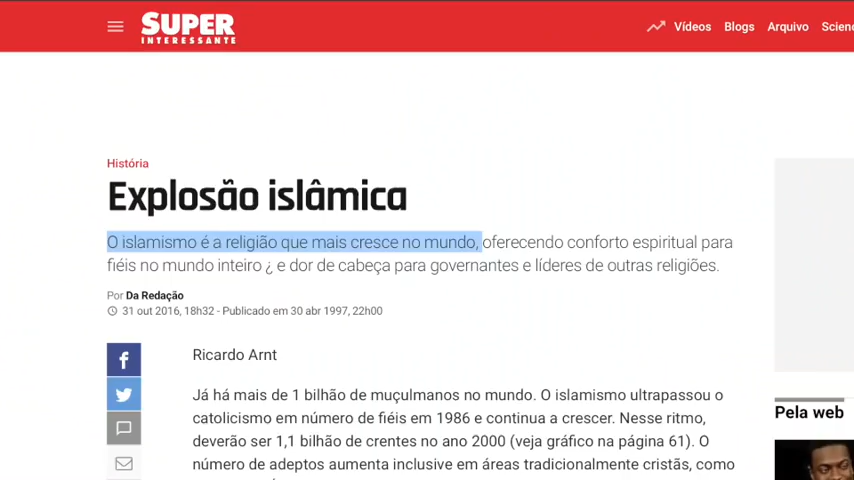 SUPER
INTERESSANTE
Vídeos Blogs Arquivo
História
Explosão islâmica
O islamismo é a religião que mais cresce no mundo, oferecendo conforto espiritual para
fiéis no mundo inteiro ¿ e dor de cabeça para governantes e líderes de outras religiões.
Por Da Redação
31 out 2016, 18h32 - Publicado em 30 abr 1997, 22h00
Ricardo Arnt
Já há mais de 1 bilhão de muçulmanos no mundo. O islamismo ultrapassou o
catolicismo em número de fiéis em 1986 e continua a crescer. Nesse ritmo,
deverão ser 1,1 bilhão de crentes no ano 2000 (veja gráfico na página 61). O
número de adeptos aumenta inclusive em áreas tradicionalmente cristãs, como
Pela web